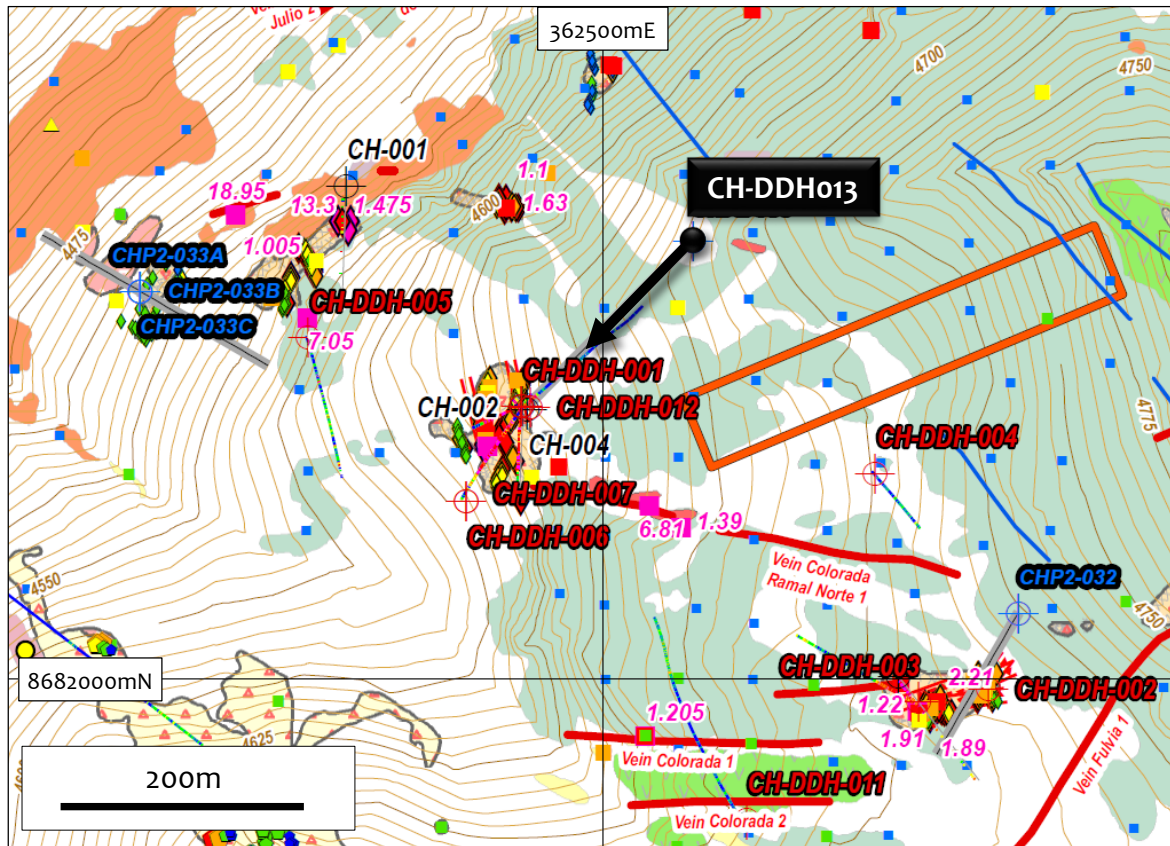 Julio 2
362500mE
4700
4750
CH-001
1.1
18.95
13.3
1.475
4600
1.63
CH-DDH013
4475
1.005
CHP2-033A
CHP2-033B
CH-DDH-005
CHP2-033C
7.05
CH-DDH-001
CH-002
CH-DDH-012
4775
CH-004
CH-DDH-004
CH-DDH-007
6.81
1.39
CH-DDH-006
Vein Colorada
Ramal Norte 1
4550
CHP2-032
4750
CH-DDH-003
2.21
8682000mN
CH-DDH-002
1.22
1.205
1.91
1.89
4625
Vein Colorada 1
Vein Fulvia 1
200m
CH-DDH-011
Vein Colorada 2